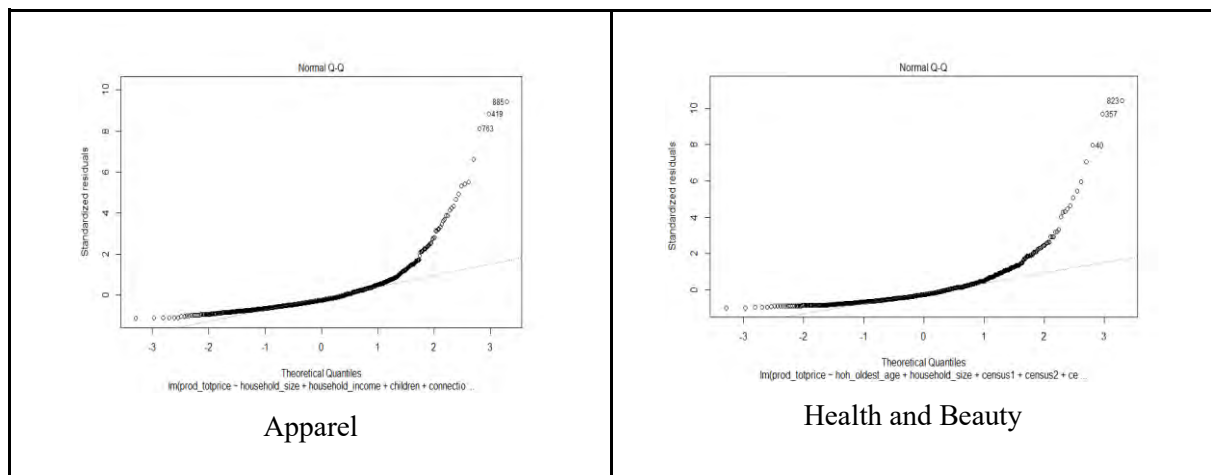 Normal Q-Q
10
8
6
4
2
0
Standardized residuals
885
419
763
-3 -2 -1 0 1 2 3
Theoretical Quantiles
lm(prod_totprice ~ household_size + household_income + children + connectio ...
Apparel
Normal Q-Q
10
8
6
4
2
0
Standardized residuals
823
357
40
-3 -2 -1 0 1 2 3
Theoretical Quantiles
lm(prod_totprice ~ hoh_oldest_age + household_size + census1 + census2 + ce ...
Health and Beauty